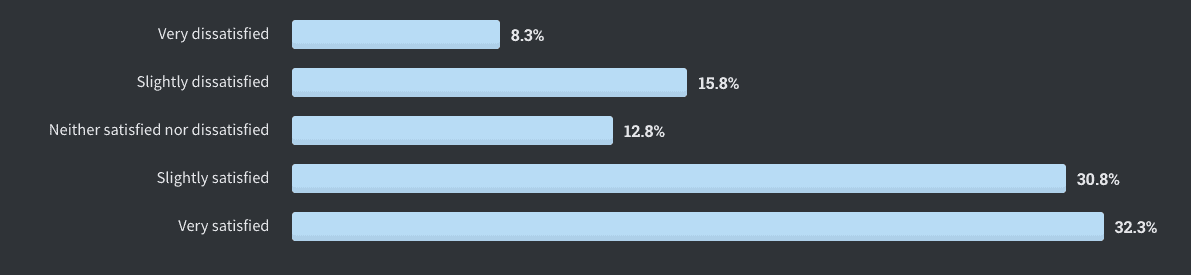 Very dissatisfied 8.3%
Slightly dissatisfied 15.8%
Neither satisfied nor dissatisfied 12.8%
Slightly satisfied 30.8%
Very satisfied 32.3%